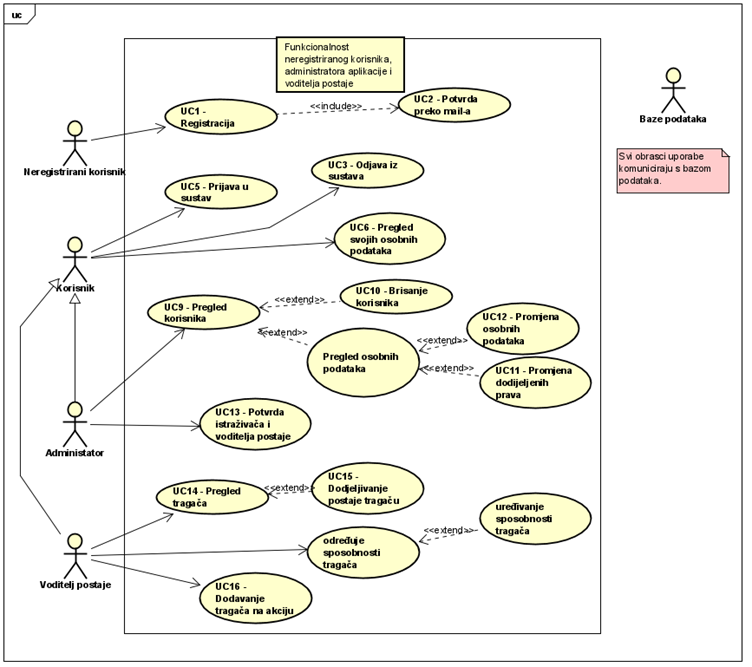 uc
Funkcionalnost
neregistriranog korisnika,
administratora aplikacije i
voditelja postaje
UC1 -
Registracija
<<include>>
UC2 - Potvrda
preko mail-a
Baze podataka
Neregistrirani korisnik
Svi obrasci uporabe
komuniciraju s bazom
podataka.
UC3 - Odjava iz
sustava
UC5 - Prijava u
sustav
UC6 - Pregled
svojih osobnih
podataka
Korisnik
UC9 - Pregled
korisnika
<<extend>>
UC10 - Brisanje
korisnika
<<extend>>
Pregled osobnih
podataka
<<extend>>
UC12 - Promjena
osobnih
podataka
<<extend>>
UC11 - Promjena
dodijeljenih
prava
Administator
UC13 - Potvrda
istraživača i
voditelja postaje
UC14 - Pregled
tragača
<<extend>>
UC15 -
Dodjeljivanje
postaje tragaču
određuje
sposobnosti
tragača
<<extend>>
uređivanje
sposobnosti
tragača
Voditelj postaje
UC16 -
Dodavanje
tragača na akciju